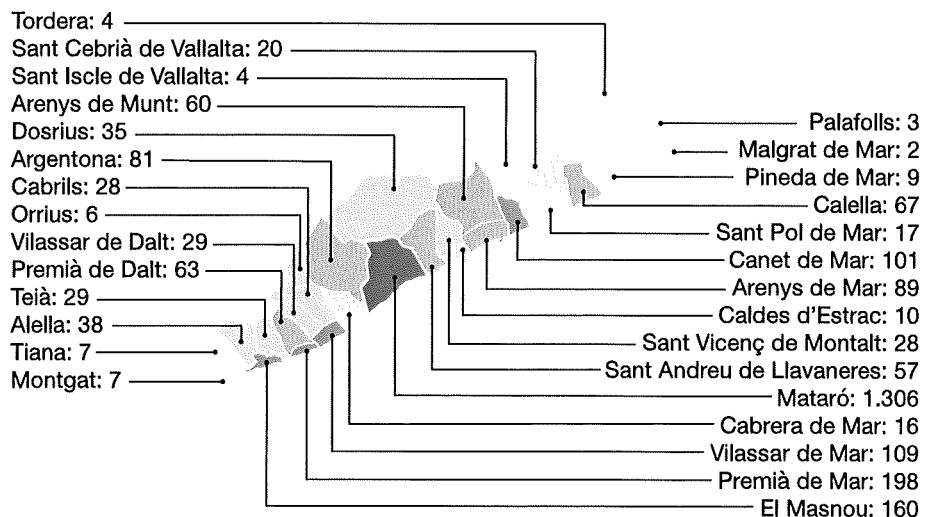 Tordera: 4
Sant Cebrià de Vallalta: 20
Sant Iscle de Vallalta: 4
Arenys de Munt: 60
Dosrius: 35
Argentona: 81
Cabrils: 28
Orrius: 6
Vilassar de Dalt: 29
Premià de Dalt: 63
Teià: 29
Alella: 38
Tiana: 7
Montgat: 7
Palafolls: 3
Malgrat de Mar: 2
Pineda de Mar: 9
Calella: 67
Sant Pol de Mar: 17
Canet de Mar: 101
Arenys de Mar: 89
Caldes d'Estrac: 10
Sant Vicenç de Montalt: 28
Sant Andreu de Llavaneres: 57
Mataró: 1.306
Cabrera de Mar: 16
Vilassar de Mar: 109
Premià de Mar: 198
El Masnou: 160